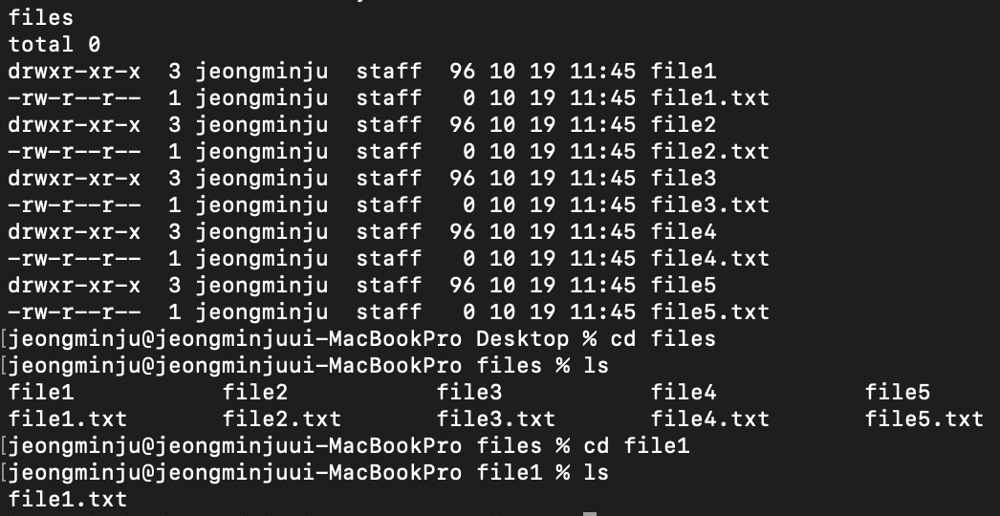 files
total 0
drwxr-xr-x  3 jeongminju  staff  96 10 19 11:45 file1
-rw-r--r--  1 jeongminju  staff   0 10 19 11:45 file1.txt
drwxr-xr-x  3 jeongminju  staff  96 10 19 11:45 file2
-rw-r--r--  1 jeongminju  staff   0 10 19 11:45 file2.txt
drwxr-xr-x  3 jeongminju  staff  96 10 19 11:45 file3
-rw-r--r--  1 jeongminju  staff   0 10 19 11:45 file3.txt
drwxr-xr-x  3 jeongminju  staff  96 10 19 11:45 file4
-rw-r--r--  1 jeongminju  staff   0 10 19 11:45 file4.txt
drwxr-xr-x  3 jeongminju  staff  96 10 19 11:45 file5
-rw-r--r--  1 jeongminju  staff   0 10 19 11:45 file5.txt
[jeongminju@jeongminjuui-MacBookPro Desktop % cd files
[jeongminju@jeongminjuui-MacBookPro files % ls
file1           file2           file3           file4           file5
file1.txt       file2.txt       file3.txt       file4.txt       file5.txt
[jeongminju@jeongminjuui-MacBookPro files % cd file1
[jeongminju@jeongminjuui-MacBookPro file1 % ls
file1.txt